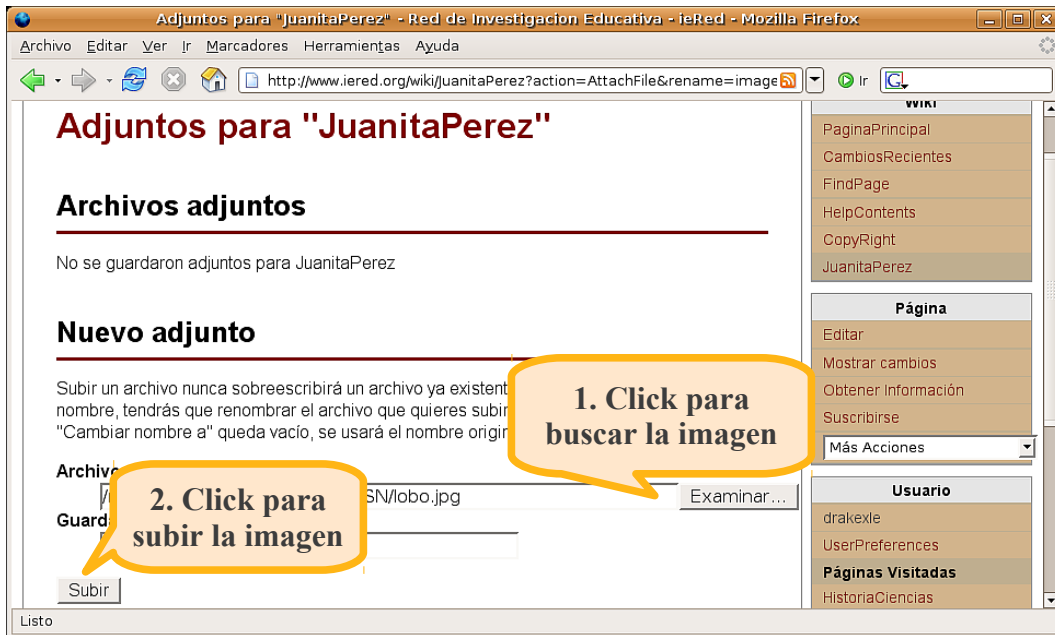 Adjuntos para "JuanitaPerez" - Red de Investigacion Educativa - ieRed - Mozilla Firefox
Archivo Editar Ver Ir Marcadores Herramientas Ayuda
http://www.iered.org/wiki/JuanitaPerez?action=AttachFile&rename=image
Ir
G
Adjuntos para "JuanitaPerez"
Archivos adjuntos
No se guardaron adjuntos para JuanitaPerez
Nuevo adjunto
Subir un archivo nunca sobreescribirá un archivo ya
nombre, tendrás que renombrar el archivo que quieres
"Cambiar nombre a" queda vacío, se usará el nombre
1. Click para
buscar la imagen
SN/lobo.jpg
Examinar...
2. Click para
subir la imagen
Subir
Wiki
PaginaPrincipal
CambiosRecientes
FindPage
HelpContents
CopyRight
JuanitaPerez
Página
Editar
Mostrar cambios
Obtener Información
Suscribirse
Más Acciones
Usuario
drakexle
UserPreferences
Páginas Visitadas
HistoriaCiencias
Listo